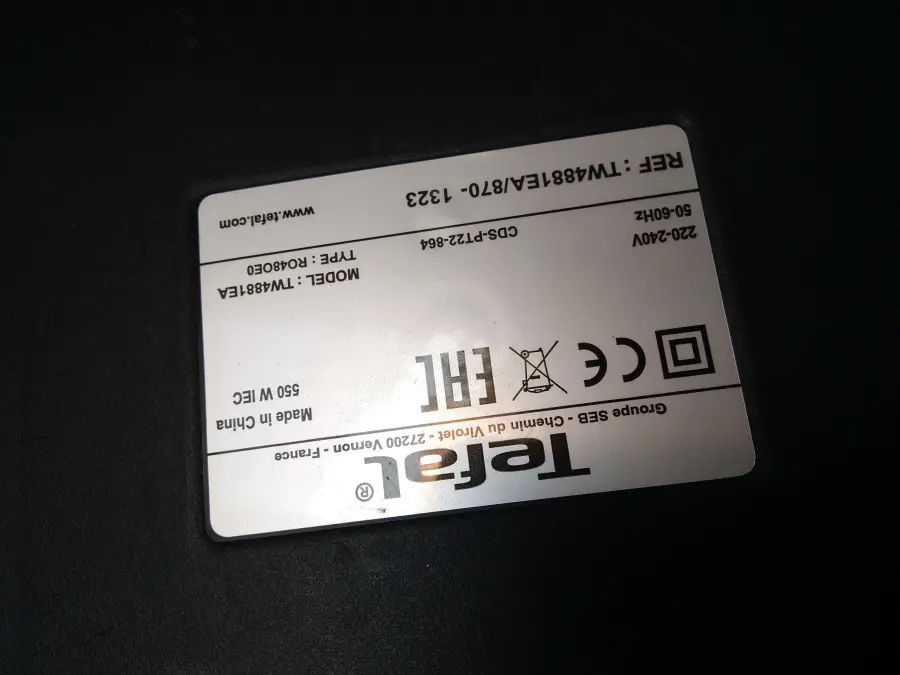 Tefal®
Groupe SEB - Chemin du Virolet - 27200 Vernon - France
CE
EAC
Made in China
550 W IEC
MODEL : TW4881EA
TYPE : RO48OE0
220-240V
50-60Hz
CDS-PT22-864
REF : TW4881EA/870- 1323
www.tefal.com